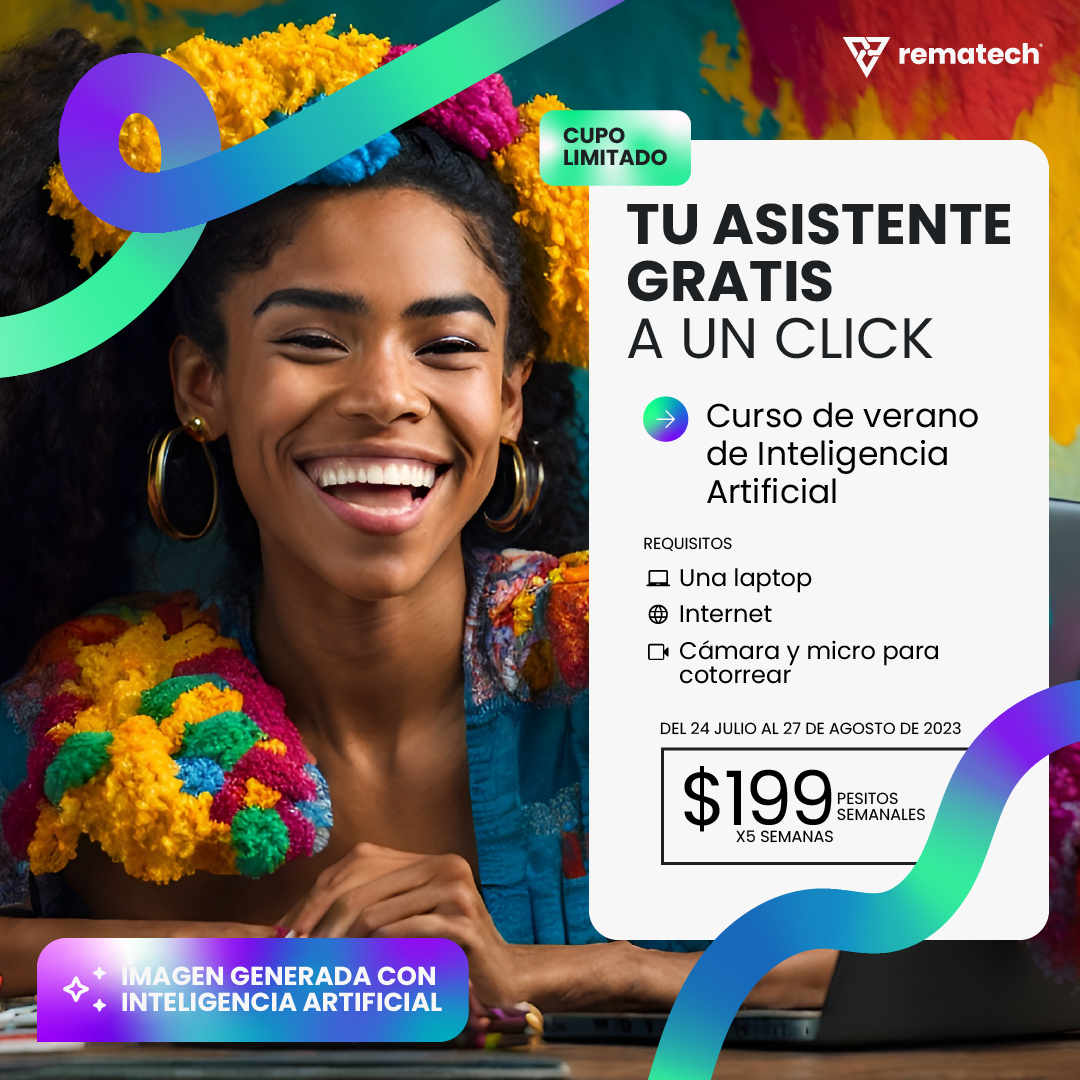 rematech
CUPO
LIMITADO
TU ASISTENTE
GRATIS
A UN CLICK
Curso de verano
de Inteligencia
Artificial
REQUISITOS
Una laptop
Internet
Cámara y micro para
cotorrear
DEL 24 JULIO AL 27 DE AGOSTO DE 2023
$199 PESITOS
SEMANALES
X5 SEMANAS
IMAGEN GENERADA CON
INTELIGENCIA ARTIFICIAL